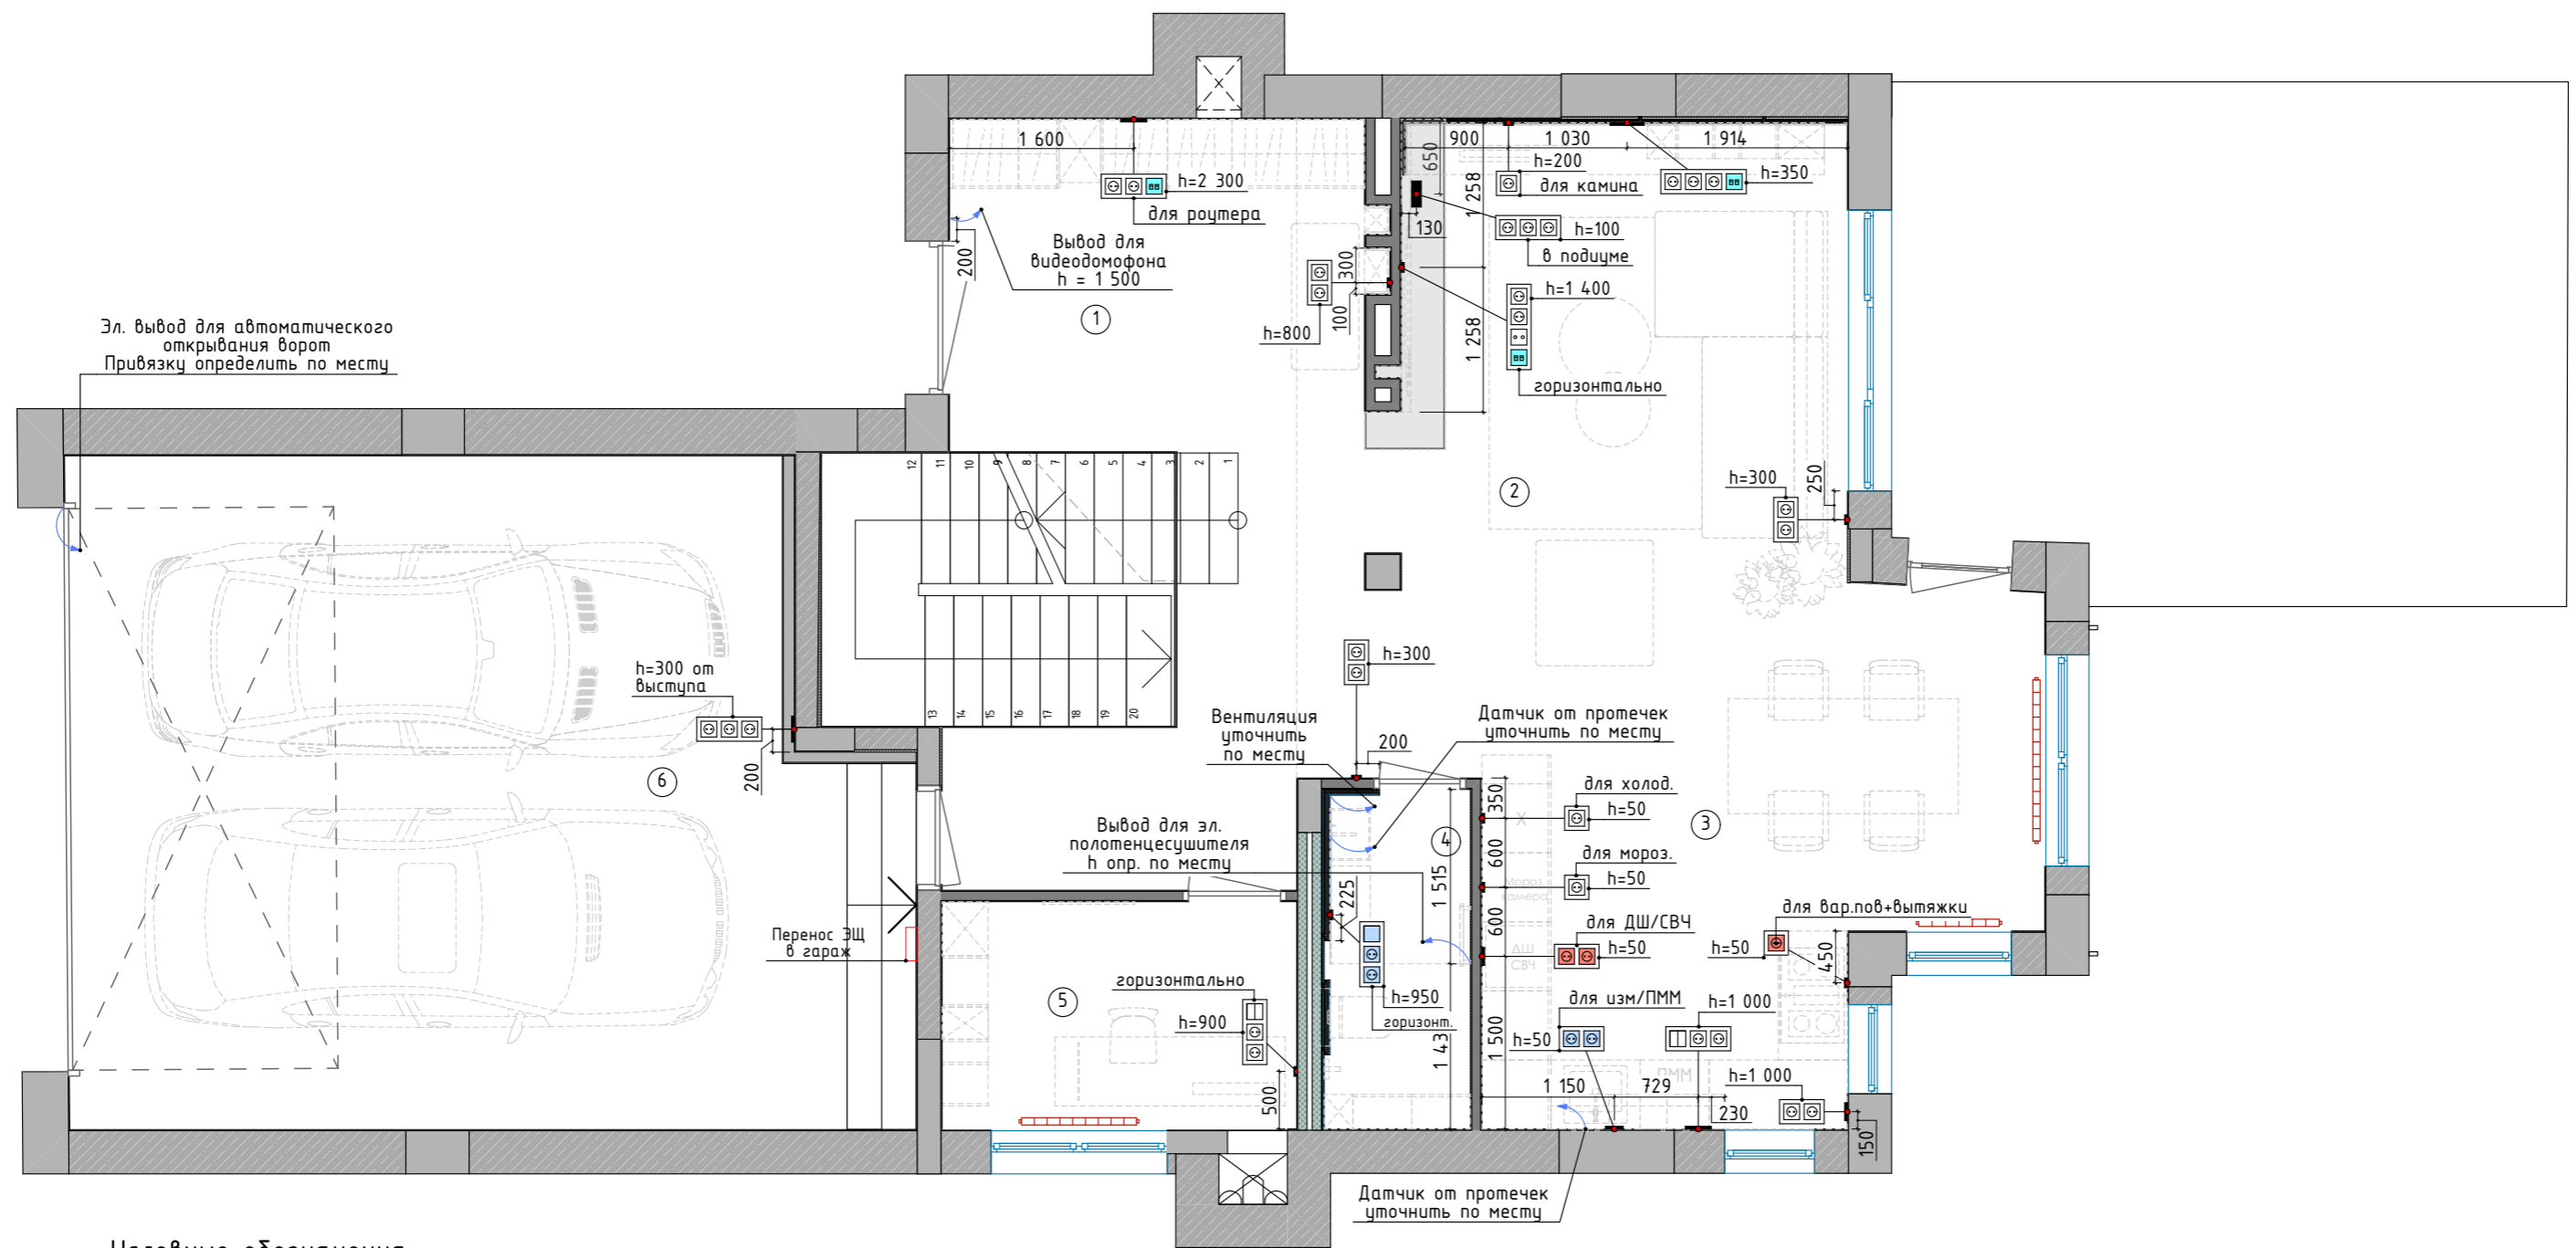 1 600
h=2 300
для роутера
200
Вывод для
видеодомофона
h = 1 500
1
h=800
300
100
900
1 030
1 914
650
h=200
для камина
h=350
1 258
130
h=100
в подиуме
h=1 400
1 258
горизонтально
2
h=300
250
Эл. вывод для автоматического
открывания ворот
Привязку определить по месту
12
11
10
9
8
7
6
5
4
3
2
1
13
14
15
16
17
18
19
20
h=300 от
выступа
200
6
h=300
Вентиляция
уточнить
по месту
200
Датчик от протечек
уточнить по месту
Вывод для эл.
полотенцесушителя
h опр. по месту
4
1 515
225
350
для холод.
h=50
X
3
600
для мороз.
h=50
Мороз.
камера
600
для ДШ/СВЧ
h=50
ДШ
СВЧ
для вар.пов+вытяжки
h=50
450
Перенос ЭЩ
в гараж
5
горизонтально
h=900
500
h=950
горизонт.
1 43
1 500
для изм/ПММ
h=50
h=1 000
1 150
729
ПММ
230
h=1 000
150
Датчик от протечек
уточнить по месту
Условные обозначения